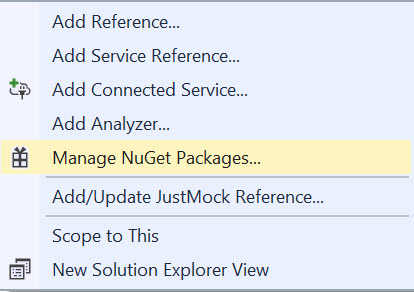 Add Reference...
Add Service Reference...
Add Connected Service...
Add Analyzer...
Manage NuGet Packages...
Add/Update JustMock Reference...
Scope to This
New Solution Explorer View